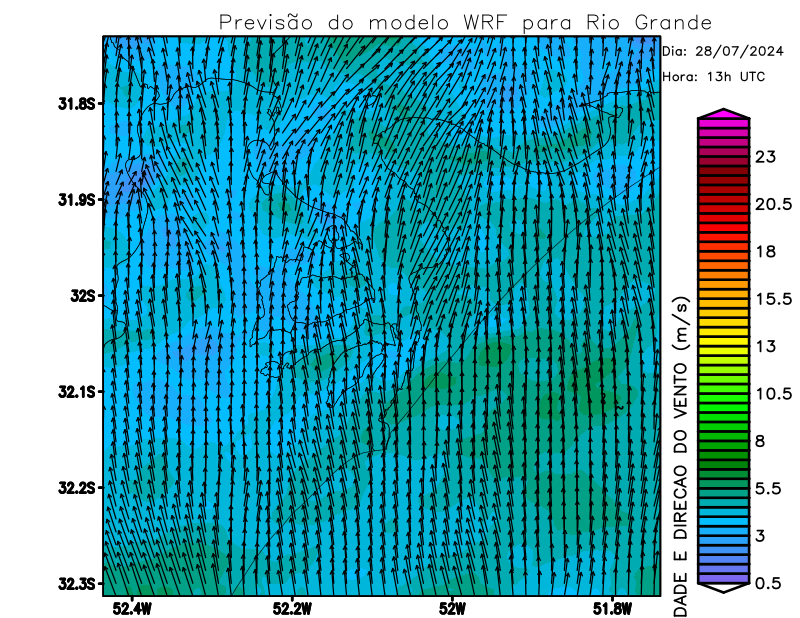 Previsão do modelo WRF para Rio Grande
Dia: 28/07/2024
Hora: 13h UTC
31.8S
31.9S
32S
32.1S
32.2S
32.3S
52.4W
52.2W
52W
51.8W
23
20.5
18
15.5
13
10.5
8
5.5
3
0.5
DADE E DIRECAO DO VENTO (m/s)